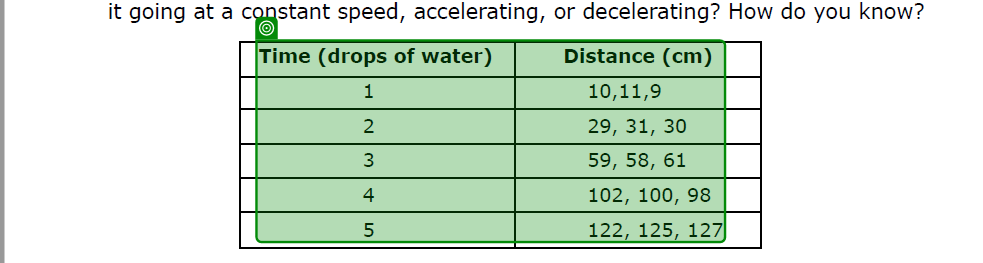 it going at a constant speed, accelerating, or decelerating? How do you know?
Time (drops of water) Distance (cm)
1 10,11,9
2 29, 31, 30
3 59, 58, 61
4 102, 100, 98
5 122, 125, 127